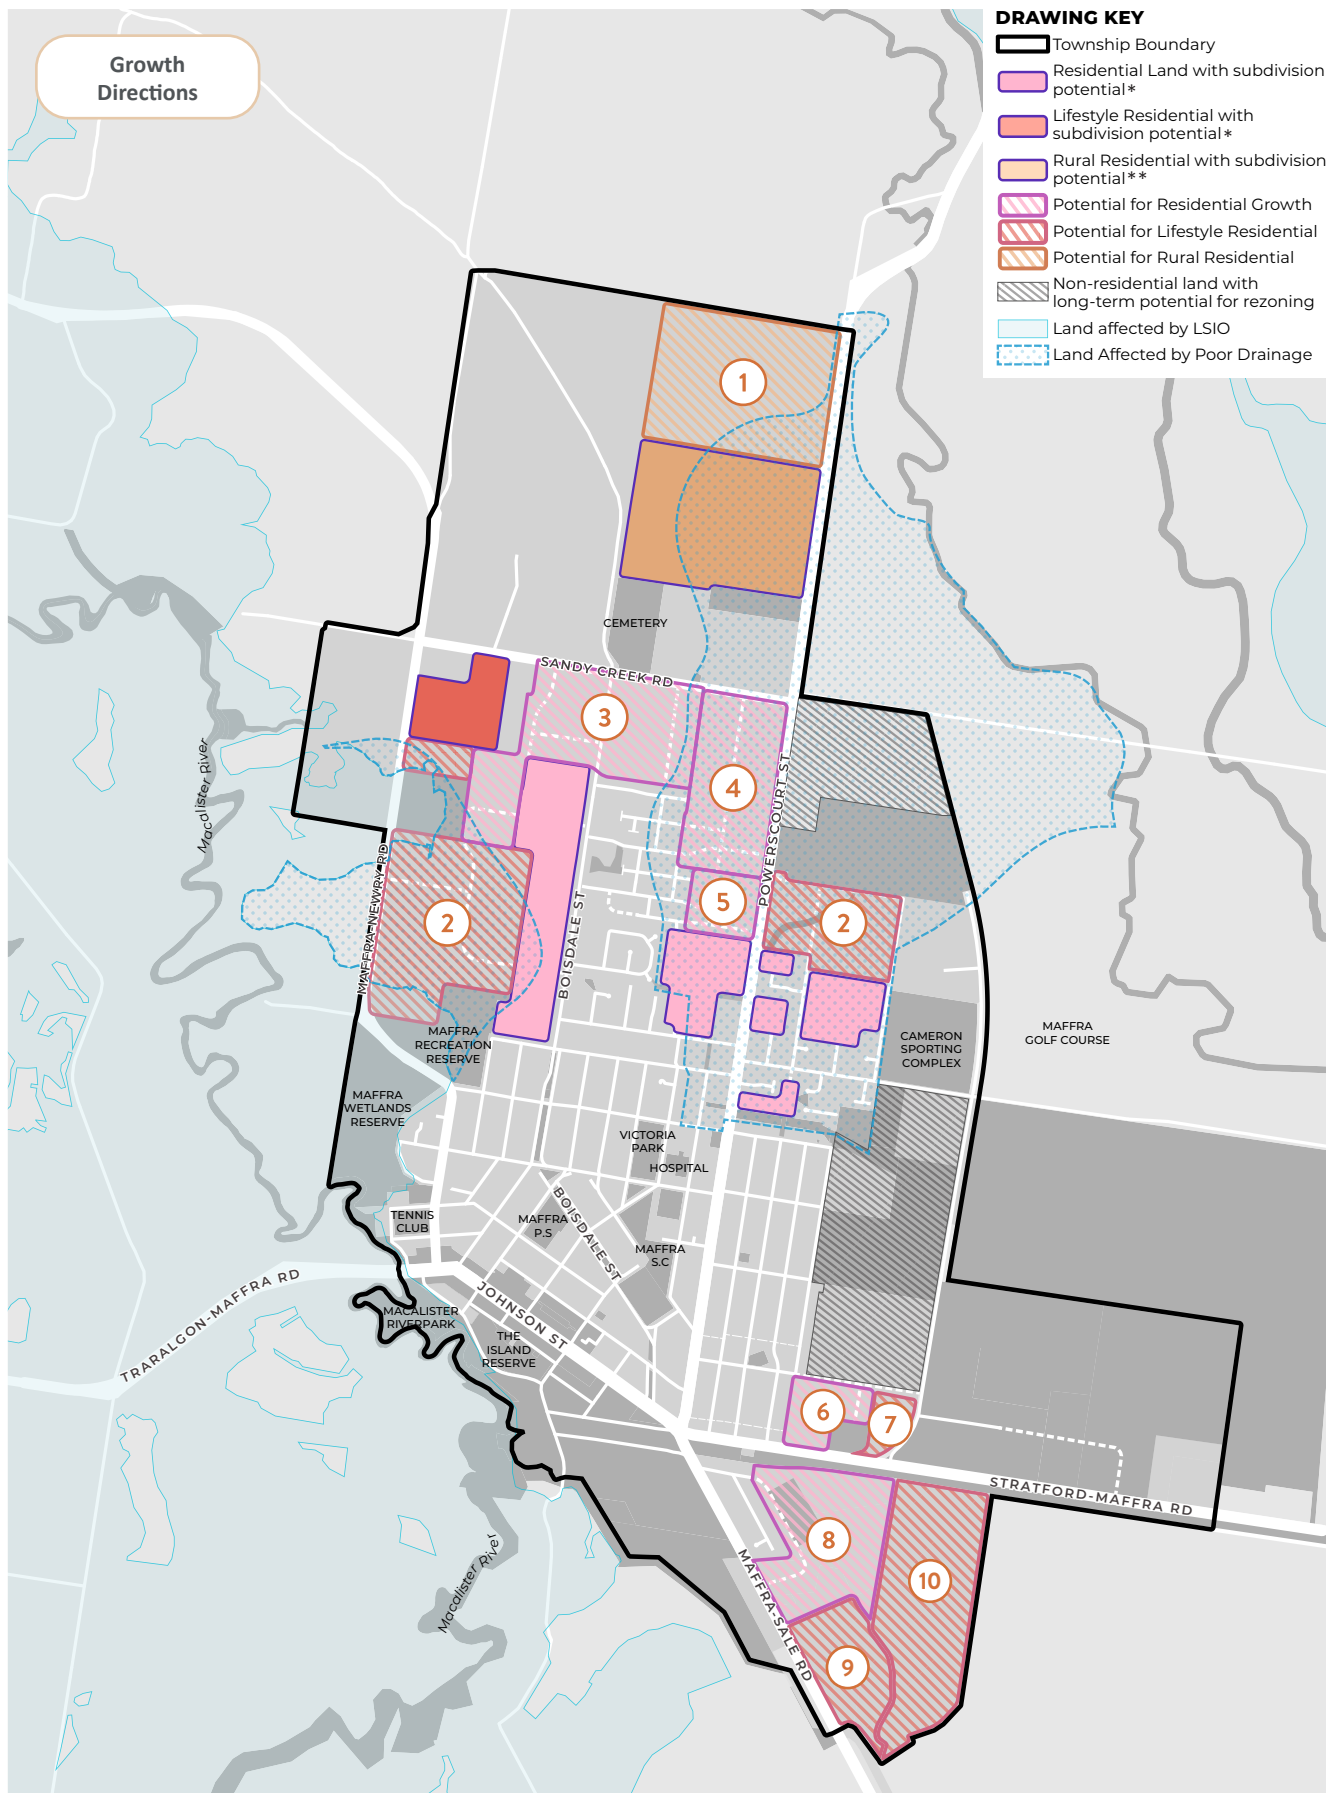 Growth
Directions
DRAWING KEY
Township Boundary
Residential Land with subdivision
potential*
Lifestyle Residential with
subdivision potential*
Rural Residential with subdivision
potential**
Potential for Residential Growth
Potential for Lifestyle Residential
Potential for Rural Residential
Non-residential land with
long-term potential for rezoning
Land affected by LSIO
Land Affected by Poor Drainage
1
CEMETERY
SANDY CREEK RD
3
4
Macalister River
POWERSCOURT ST
MAFFRA-NEWRY RD
2
BOISDALE ST
5
2
MAFFRA
RECREATION
RESERVE
CAMERON
SPORTING
COMPLEX
MAFFRA
GOLF COURSE
MAFFRA
WETLANDS
RESERVE
VICTORIA
PARK
HOSPITAL
TENNIS
CLUB
MAFFRA
P.S
BOISDALE ST
MAFFRA
S.C
TRARALGON-MAFFRA RD
MACALISTER
RIVERPARK
JOHNSON ST
THE
ISLAND
RESERVE
6
7
STRATFORD-MAFFRA RD
8
Macalister River
MAFFRA-SALE RD
10
9